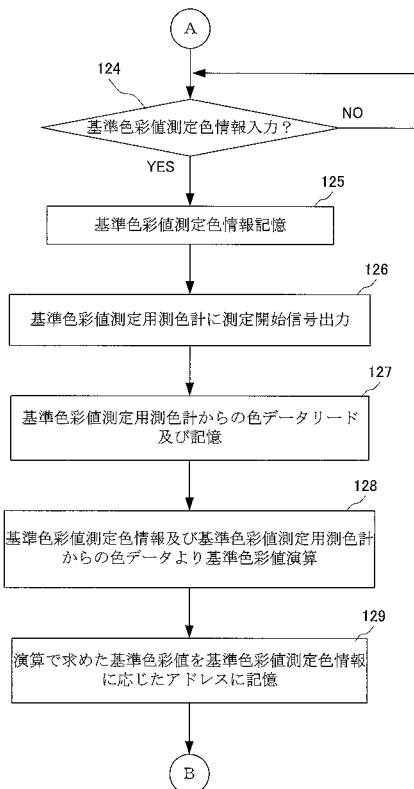 A
124
基準色彩値測定色情報入力？
NO
YES
125
基準色彩値測定色情報記憶
126
基準色彩値測定用測色計に測定開始信号出力
127
基準色彩値測定用測色計からの色データリード
及び記憶
128
基準色彩値測定色情報及び基準色彩値測定用測色計
からの色データより基準色彩値演算
129
演算で求めた基準色彩値を基準色彩値測定色情報
に応じたアドレスに記憶
B